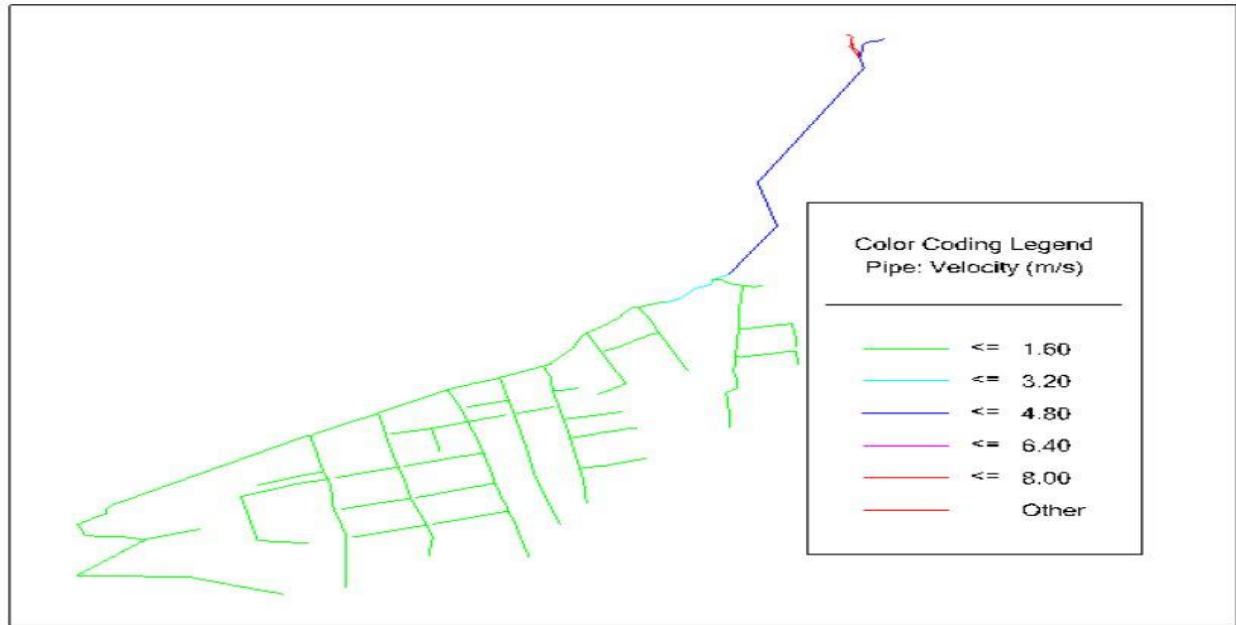 Color Coding Legend
Pipe: Velocity (m/s)
<= 1.60
<= 3.20
<= 4.80
<= 6.40
<= 8.00
Other